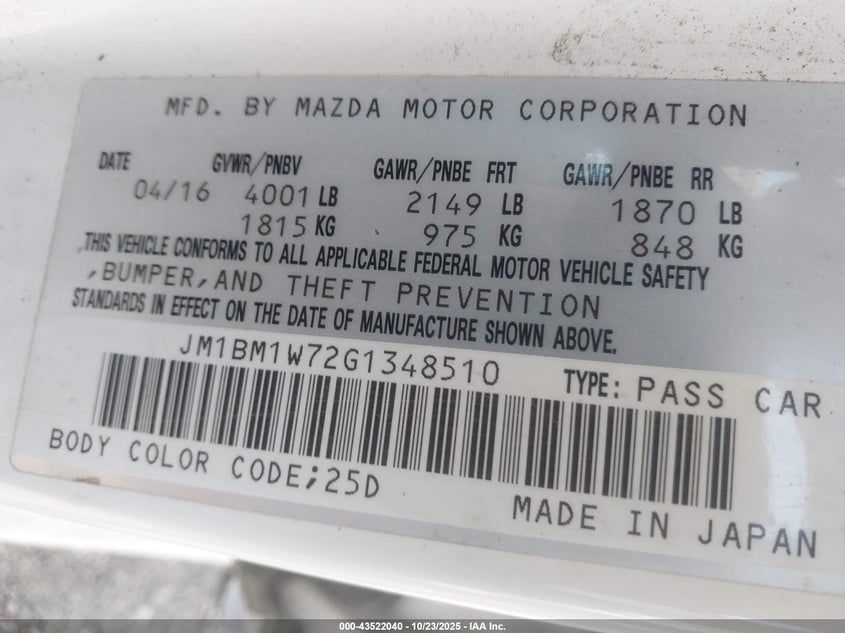 MFD. BY MAZDA MOTOR CORPORATION
DATE GVWR/PNBV GAWR/PNBE FRT GAWR/PNBE RR
04/16 4001 LB 2149 LB 1870 LB
1815 KG 975 KG 848 KG
THIS VEHICLE CONFORMS TO ALL APPLICABLE FEDERAL MOTOR VEHICLE SAFETY
,BUMPER,AND THEFT PREVENTION
STANDARDS IN EFFECT ON THE DATE OF MANUFACTURE SHOWN ABOVE.
JM1BM1W72G1348510 TYPE: PASS CAR
BODY COLOR CODE;25D
MADE IN JAPAN
000-43522040 - 10/23/2025 - IAA Inc.